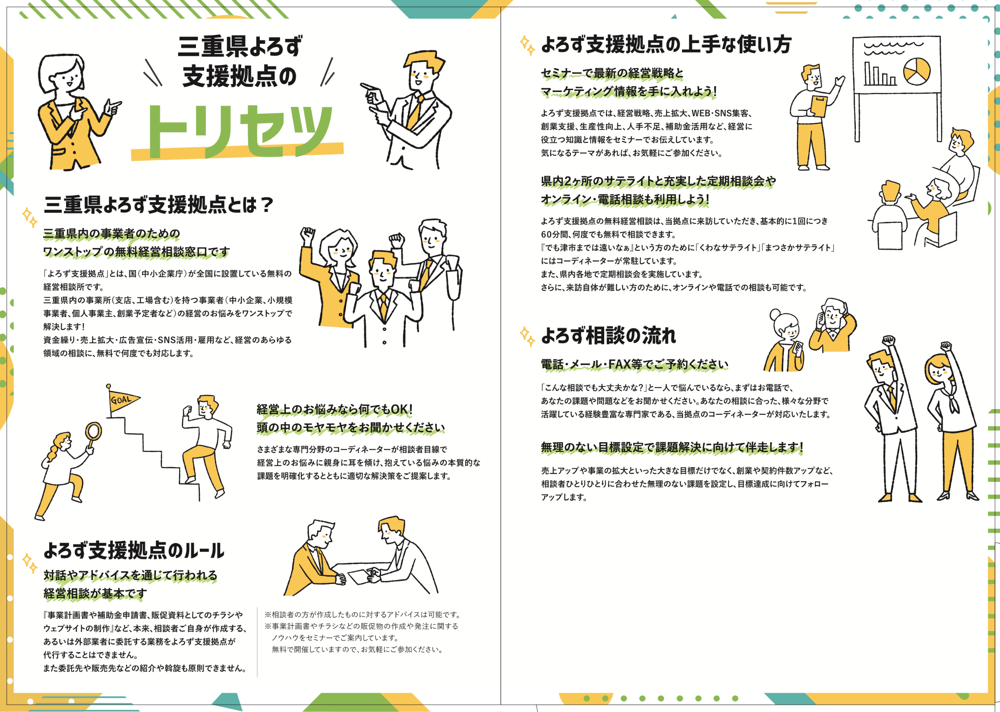 三重県よろず
支援拠点の
トリセツ
三重県よろず支援拠点とは？
三重県内の事業者のための
ワンストップの無料経営相談窓口です
「よろず支援拠点」とは、国（中小企業庁）が全国に設置している無料の
経営相談所です。
三重県内の事業所(支店、工場含む)を持つ事業者（中小企業、小規模
事業者、個人事業主、創業予定者など）の経営のお悩みをワンストップで
解決します！
資金繰り・売上拡大・広告宣伝・SNS活用・雇用など、経営のあらゆる
領域の相談に、無料で何度でも対応します。
GOAL
経営上のお悩みなら何でもOK！
頭の中のモヤモヤをお聞かせください
さまざまな専門分野のコーディネーターが相談者目線で
経営上のお悩みに親身に耳を傾け、抱えている悩みの本質的な
課題を明確化するとともに適切な解決策をご提案します。
よろず支援拠点のルール
対話やアドバイスを通じて行われる
経営相談が基本です
『事業計画書や補助金申請書、販促資料としてのチラシや
ウェブサイトの制作』など、本来、相談者ご自身が作成する、
あるいは外部業者に委託する業務をよろず支援拠点が
代行することはできません。
また委託先や販売先などの紹介や斡旋も原則できません。
※相談者の方が作成したものに対するアドバイスは可能です。
※事業計画書やチラシなどの販促物の作成や発注に関する
ノウハウをセミナーでご案内しています。
無料で開催していますので、お気軽にご参加ください。
よろず支援拠点の上手な使い方
セミナーで最新の経営戦略と
マーケティング情報を手に入れよう！
よろず支援拠点では、経営戦略、売上拡大、WEB・SNS集客、
創業支援、生産性向上、人手不足、補助金活用など、経営に
役立つ知識と情報をセミナーでお伝えしています。
気になるテーマがあれば、お気軽にご参加ください。
県内2ヶ所のサテライトと充実した定期相談会や
オンライン・電話相談も利用しよう！
よろず支援拠点の無料経営相談は、当拠点に来訪していただき、基本的に1回につき
60分間、何度でも無料で相談できます。
『でも津市までは遠いなぁ』という方のために「くわなサテライト」「まつさかサテライト」
にはコーディネーターが常駐しています。
また、県内各地で定期相談会を実施しています。
さらに、来訪自体が難しい方のために、オンラインや電話での相談も可能です。
よろず相談の流れ
電話・メール・FAX等でご予約ください
「こんな相談でも大丈夫かな？」と一人で悩んでいるなら、まずはお電話で、
あなたの課題や問題などをお聞かせください。あなたの相談に合った、様々な分野で
活躍している経験豊富な専門家である、当拠点のコーディネーターが対応いたします。
無理のない目標設定で課題解決に向けて伴走します！
売上アップや事業の拡大といった大きな目標だけでなく、創業や契約件数アップなど、
相談者ひとりひとりに合わせた無理のない課題を設定し、目標達成に向けてフォロー
アップします。